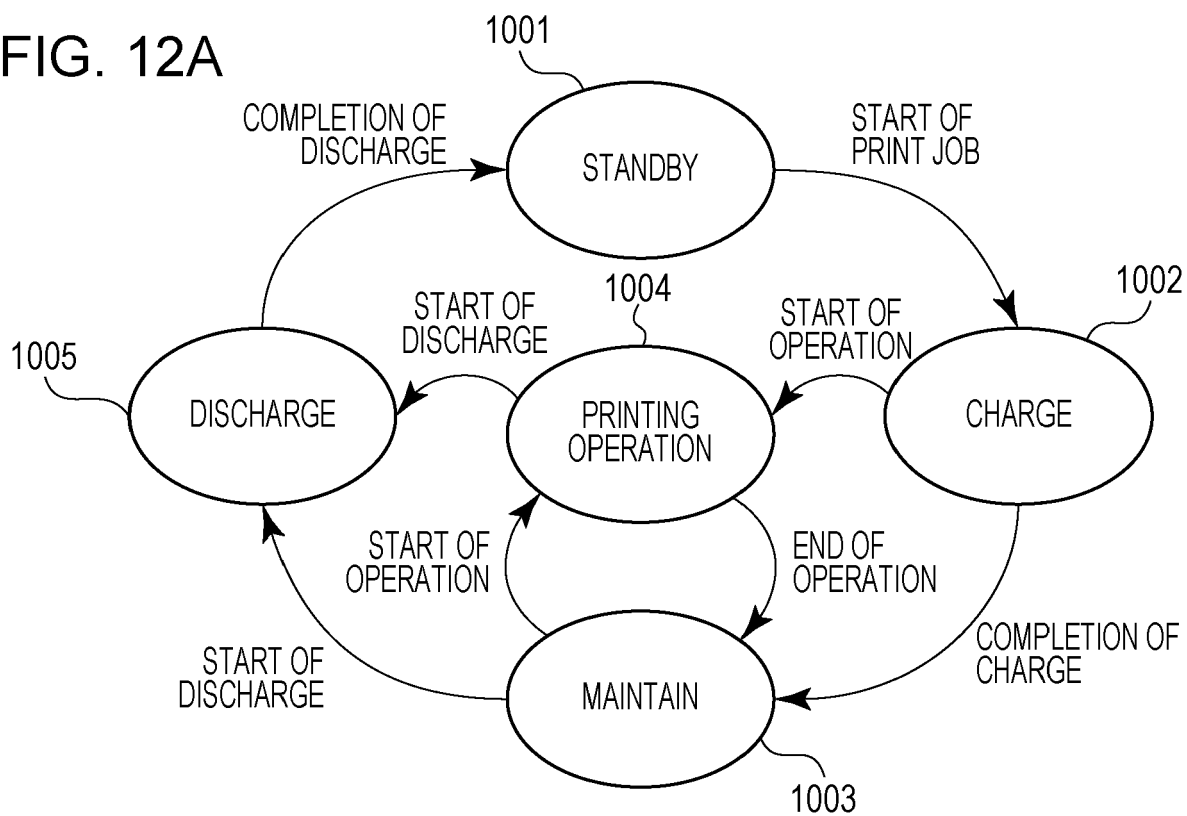 FIG. 12A
1001
COMPLETION OF
DISCHARGE
STANDBY
START OF
PRINT JOB
1004
1002
START OF
DISCHARGE
START OF
OPERATION
1005
DISCHARGE
PRINTING
OPERATION
CHARGE
START OF
OPERATION
END OF
OPERATION
START OF
DISCHARGE
MAINTAIN
COMPLETION OF
CHARGE
1003